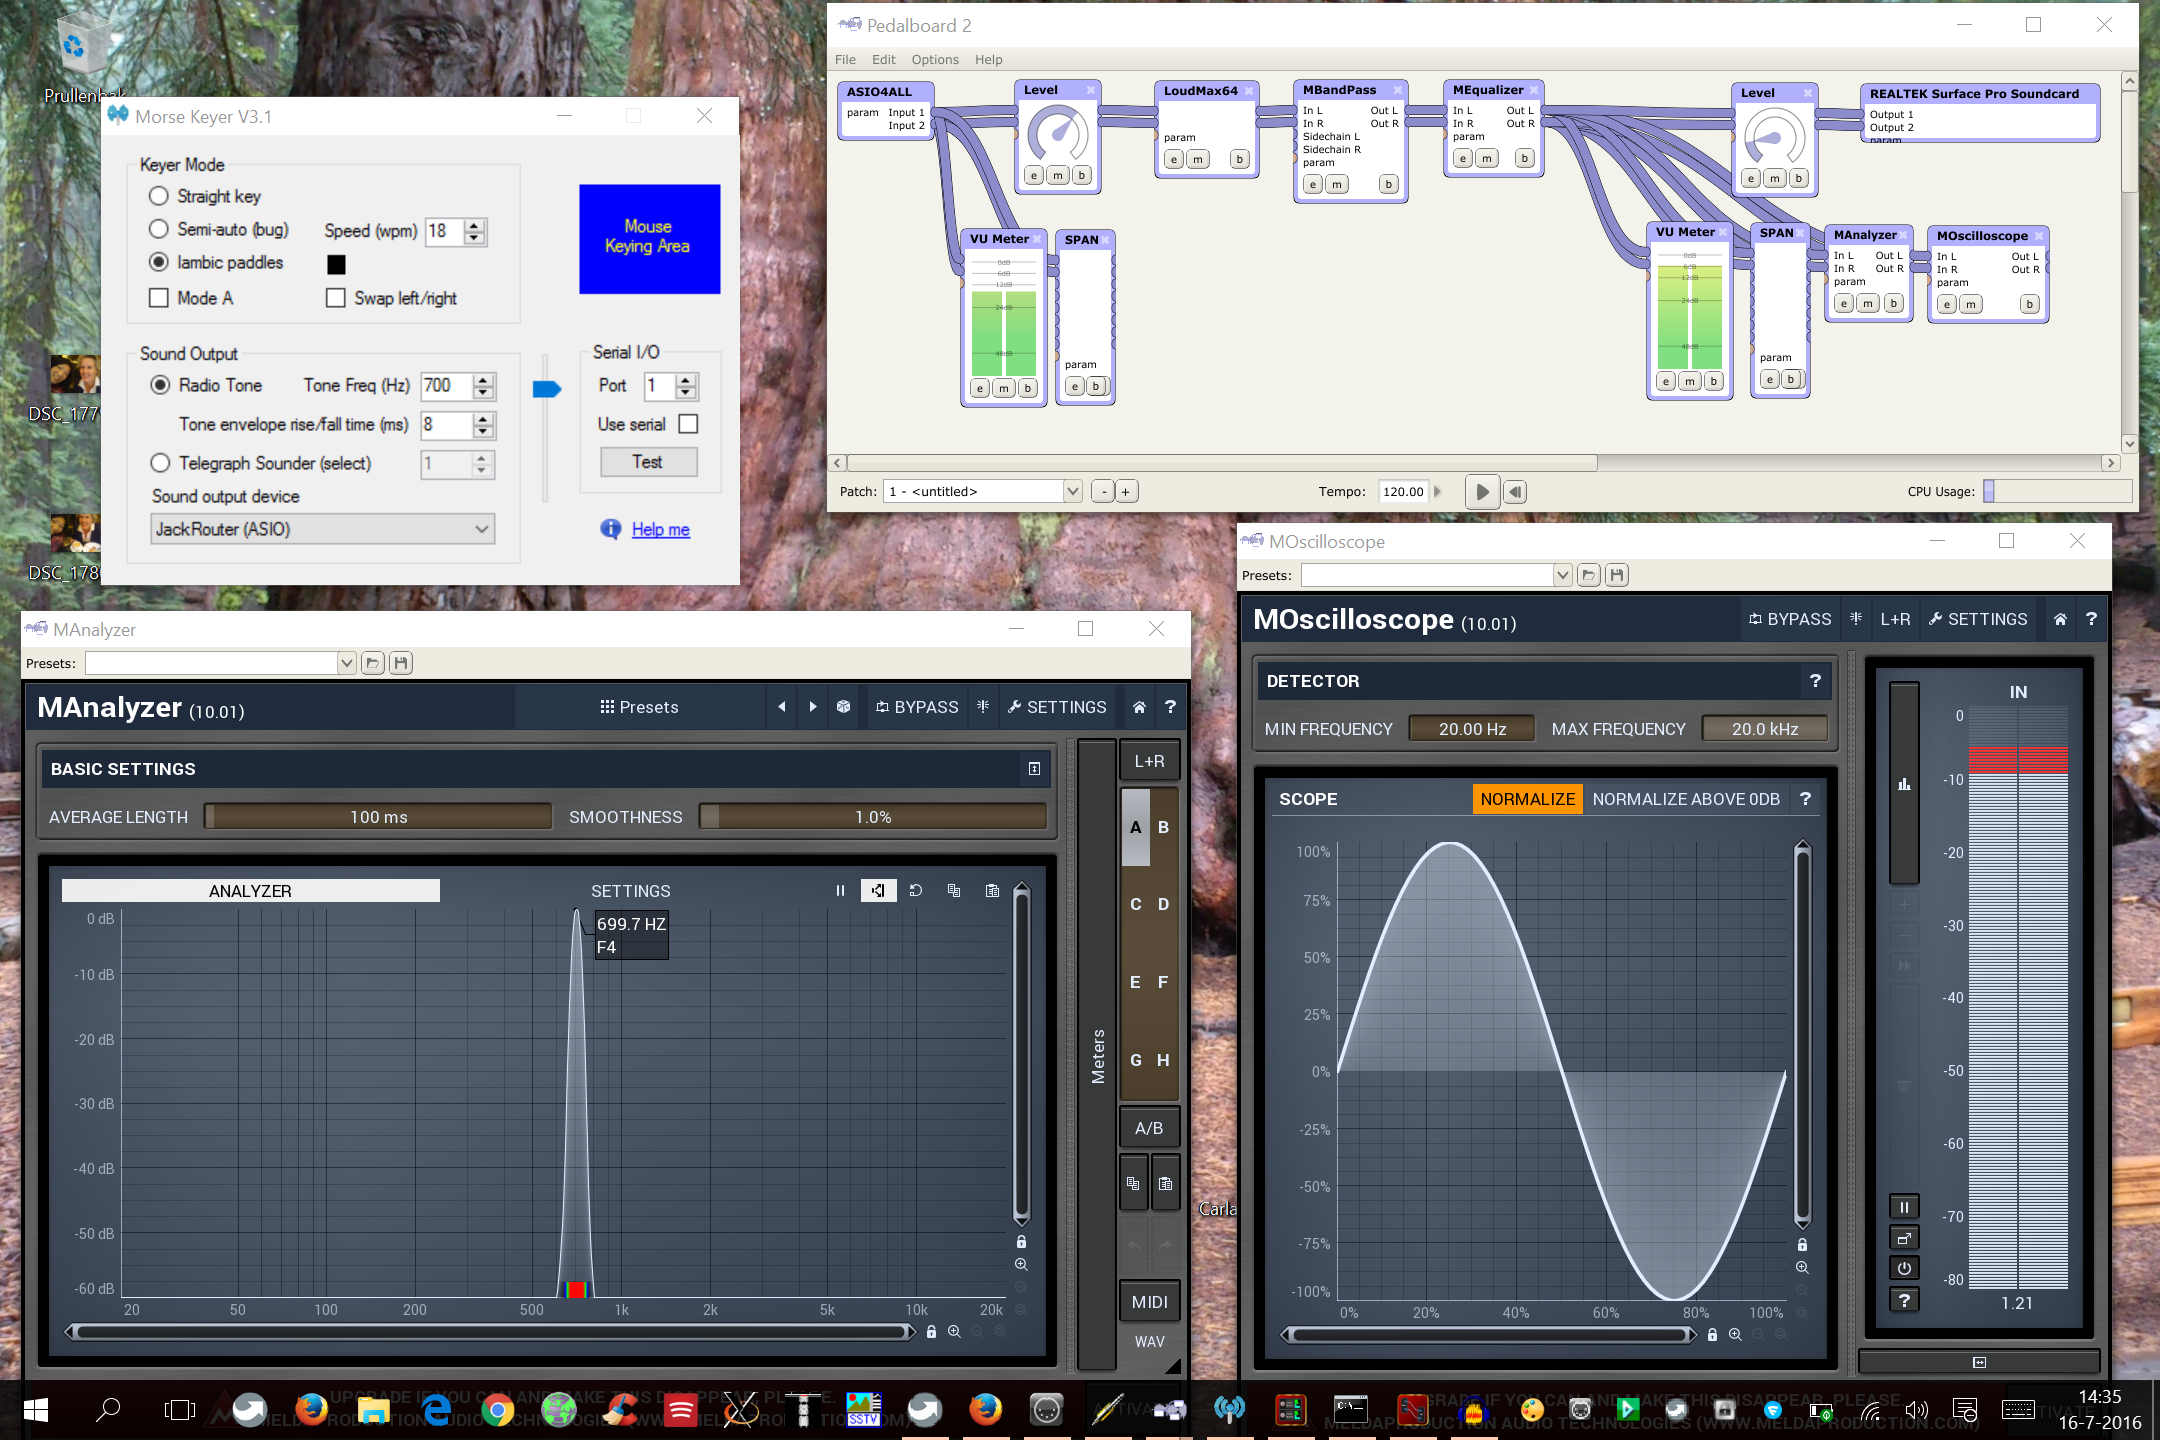 Prullenbak
DSC_177
DSC_178
Carla
Morse Keyer V3.1
Keyer Mode
Straight key
Semi-auto (bug)
Speed (wpm) 18
Iambic paddles
Mode A
Swap left/right
Mouse
Keying Area
Sound Output
Radio Tone
Tone Freq (Hz) 700
Tone envelope rise/fall time (ms) 8
Telegraph Sounder (select) 1
Sound output device
JackRouter (ASIO)
Serial I/O
Port 1
Use serial
Test
Help me
Pedalboard 2
File Edit Options Help
ASIO4ALL
param Input 1
Input 2
Level
e m b
LoudMax64
param
e m b
MBandPass
In L Out L
In R Out R
Sidechain L
Sidechain R
param
e m b
MEqualizer
In L Out L
In R Out R
param
e m b
Level
e m b
REALTEK Surface Pro Soundcard
Output 1
Output 2
param
VU Meter
0dB
6dB
12dB
24dB
48dB
e m b
SPAN
param
e b
VU Meter
0dB
6dB
12dB
24dB
48dB
e m b
SPAN
param
e b
MAnalyzer
In L Out L
In R Out R
param
e m b
MOscilloscope
In L Out L
In R Out R
param
e m b
Patch: 1 - <untitled> - +
Tempo: 120.00
CPU Usage:
MAnalyzer
Presets:
MAnalyzer (10.01)
Presets
BYPASS
SETTINGS
?
BASIC SETTINGS
AVERAGE LENGTH 100 ms
SMOOTHNESS 1.0%
ANALYZER
SETTINGS
699.7 HZ
F4
0 dB
-10 dB
-20 dB
-30 dB
-40 dB
-50 dB
-60 dB
20 50 100 200 500 1k 2k 5k 10k 20k
Meters
L+R
A B
C D
E F
G H
A/B
MIDI
WAV
MOscilloscope
Presets:
MOscilloscope (10.01)
BYPASS
L+R
SETTINGS
?
DETECTOR ?
MIN FREQUENCY 20.00 Hz
MAX FREQUENCY 20.0 kHz
SCOPE
NORMALIZE
NORMALIZE ABOVE 0DB
?
100%
75%
50%
25%
0%
-25%
-50%
-75%
-100%
0% 20% 40% 60% 80% 100%
IN
0
-10
-20
-30
-40
-50
-60
-70
-80
1.21
?
UPGRADE IF YOU CAN AND MAKE THIS DISAPPEAR, PLEASE.
SSTV
14:35
16-7-2016
(WWW.MELDAPRODUCTION.COM)